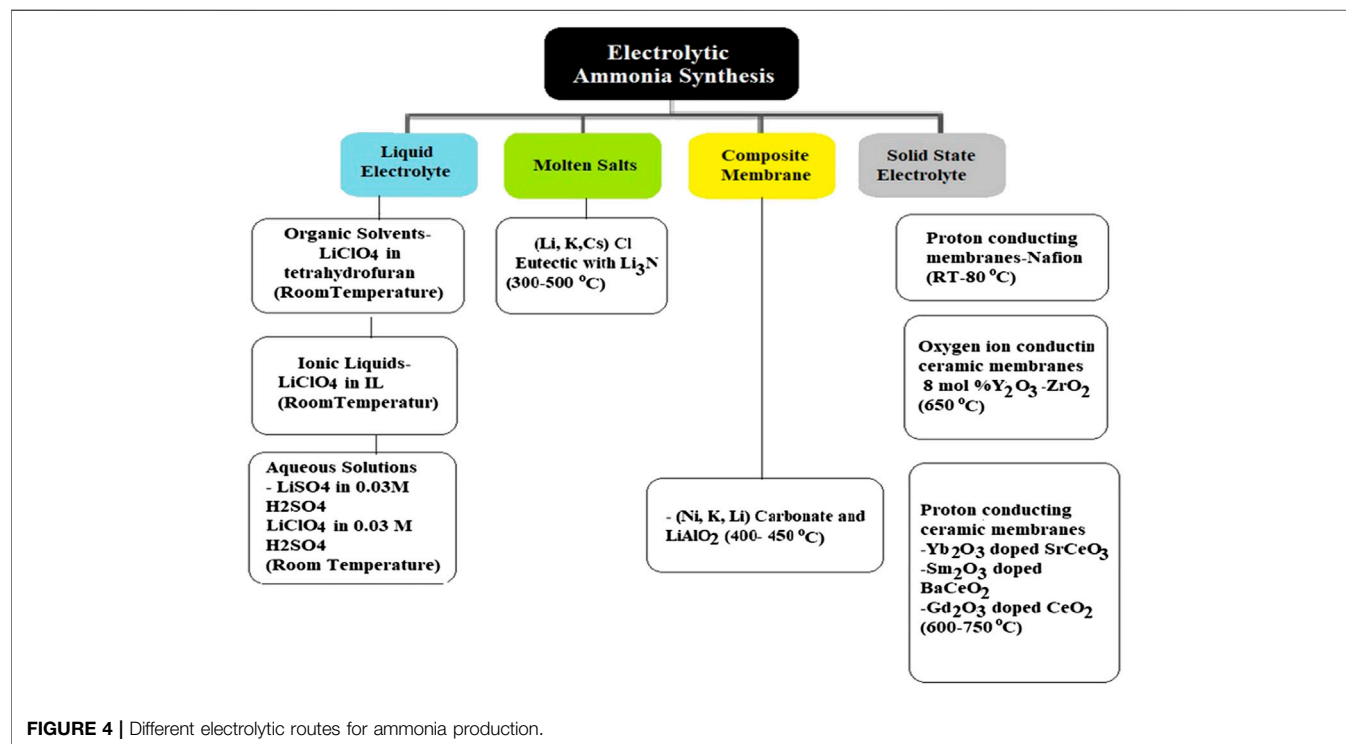 Electrolytic
Ammonia Synthesis
Liquid
Electrolyte
Molten Salts
Composite
Membrane
Solid State
Electrolyte
Organic Solvents-
LiClO4 in
tetrahydrofuran
(RoomTemperature)
Ionic Liquids-
LiClO4 in IL
(RoomTemperatur)
Aqueous Solutions
- LiSO4 in 0.03M
H2SO4
LiClO4 in 0.03 M
H2SO4
(Room Temperature)
(Li, K,Cs) Cl
Eutectic with Li3N
(300-500 °C)
- (Ni, K, Li) Carbonate and
LiAlO2 (400- 450 °C)
Proton conducting
membranes-Nafion
(RT-80 °C)
Oxygen ion conductin
ceramic membranes
8 mol %Y2O3 -ZrO2
(650 °C)
Proton conducting
ceramic membranes
-Yb2O3 doped SrCeO3
-Sm2O3 doped
BaCeO2
-Gd2O3 doped CeO2
(600-750 °C)
FIGURE 4 | Different electrolytic routes for ammonia production.